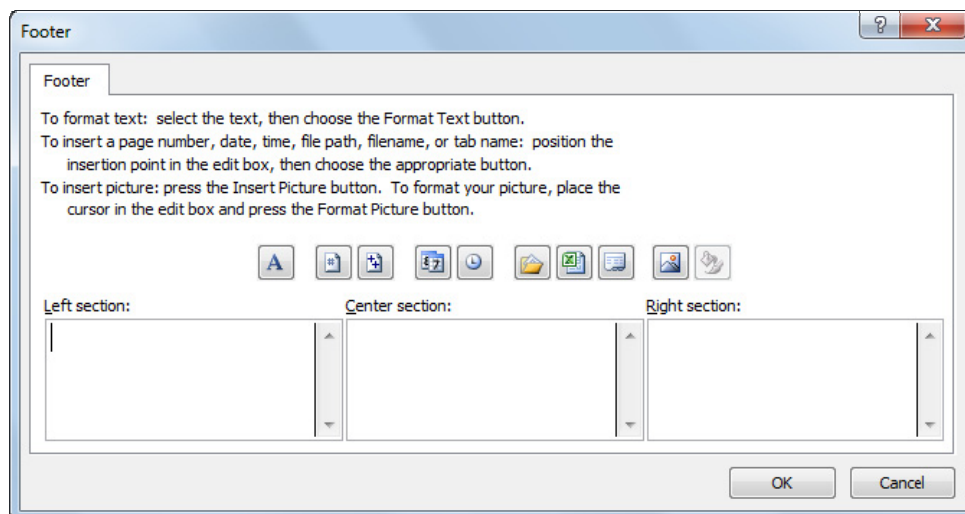 Footer
Footer
To format text: select the text, then choose the Format Text button.
To insert a page number, date, time, file path, filename, or tab name: position the
insertion point in the edit box, then choose the appropriate button.
To insert picture: press the Insert Picture button. To format your picture, place the
cursor in the edit box and press the Format Picture button.
A
Left section: Center section: Right section:
OK Cancel